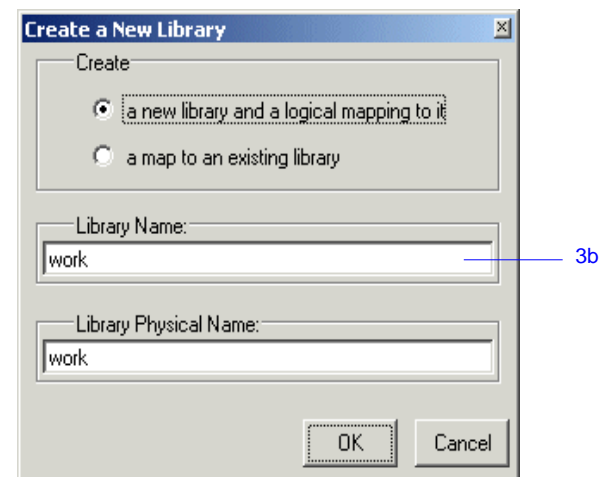 Create a New Library
Create
a new library and a logical mapping to it
a map to an existing library
Library Name:
work
3b
Library Physical Name:
work
OK
Cancel